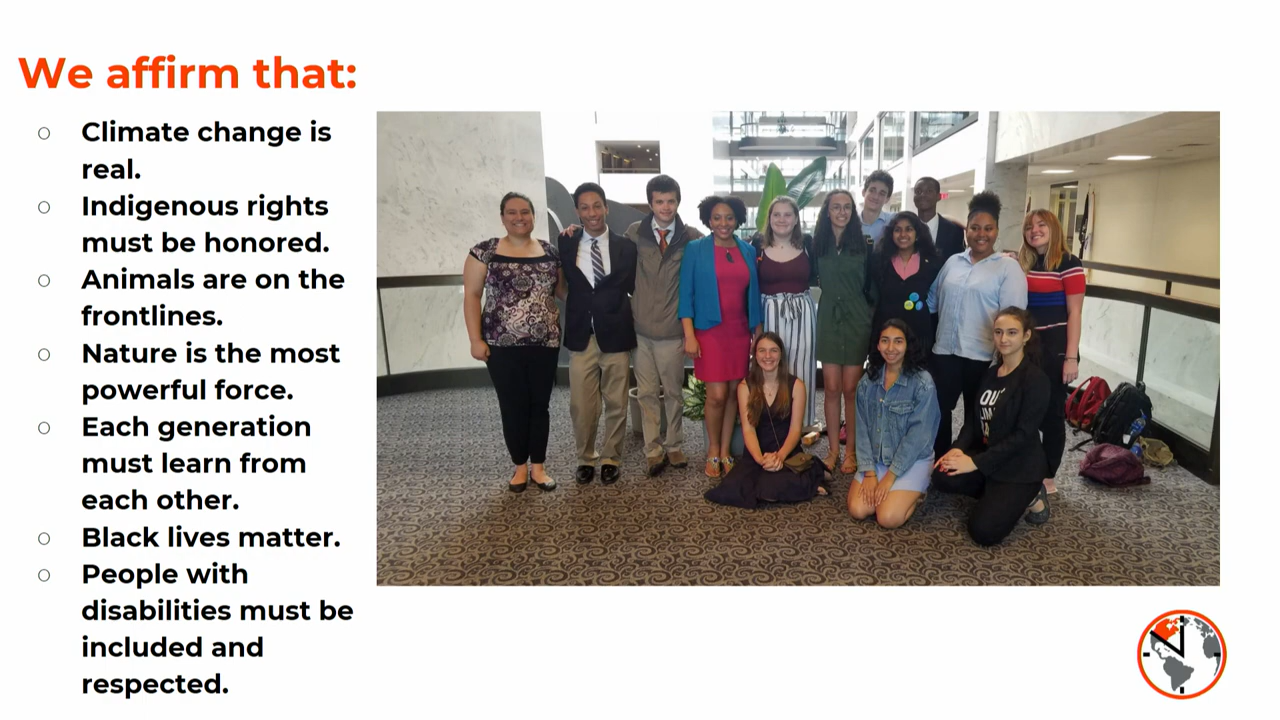 We affirm that:
○ Climate change is
real.
○ Indigenous rights
must be honored.
○ Animals are on the
frontlines.
○ Nature is the most
powerful force.
○ Each generation
must learn from
each other.
○ Black lives matter.
○ People with
disabilities must be
included and
respected.